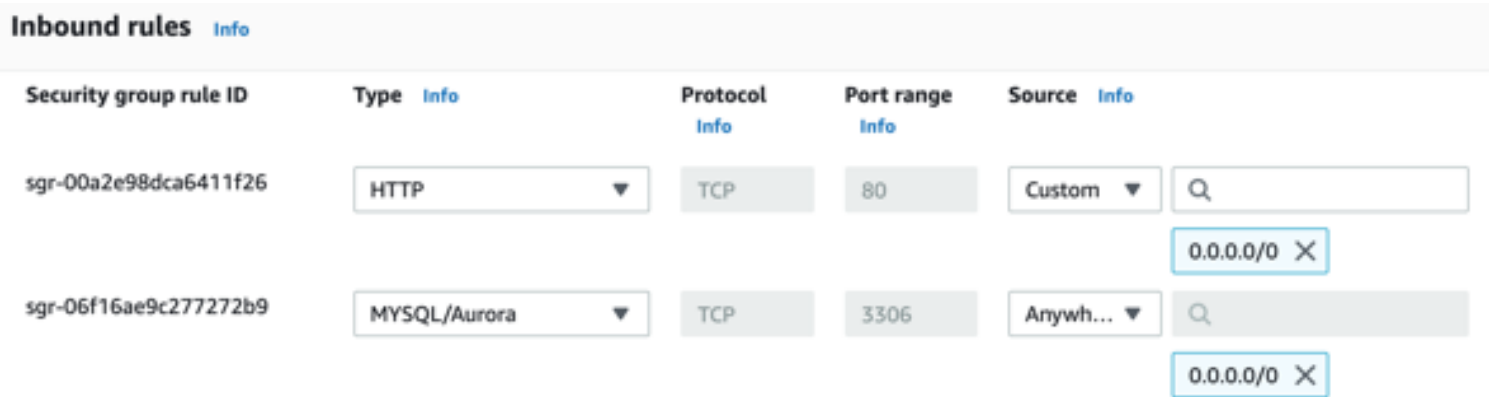 Inbound rules Info
Security group rule ID Type Info Protocol Info Port range Info Source Info
sgr-00a2e98dca6411f26 HTTP TCP 80 Custom
0.0.0.0/0
sgr-06f16ae9c277272b9 MYSQL/Aurora TCP 3306 Anywh...
0.0.0.0/0